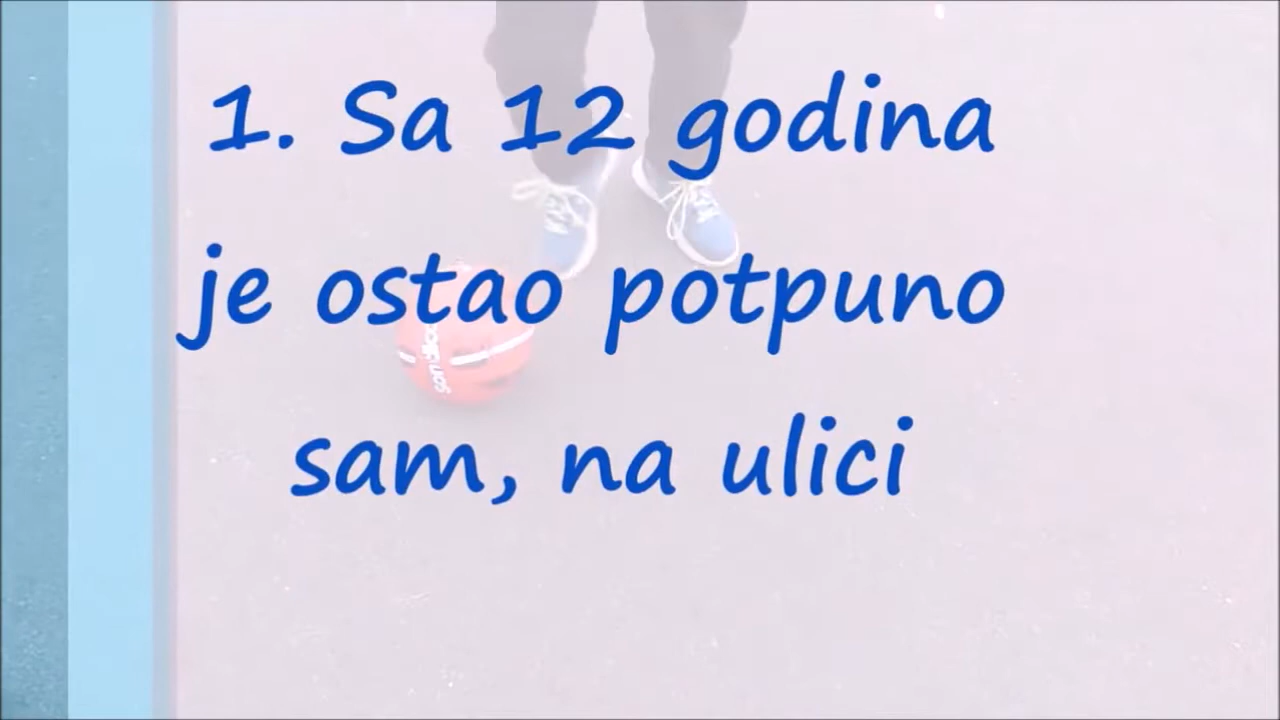 1. Sa 12 godina
je ostao potpuno
sam, na ulici